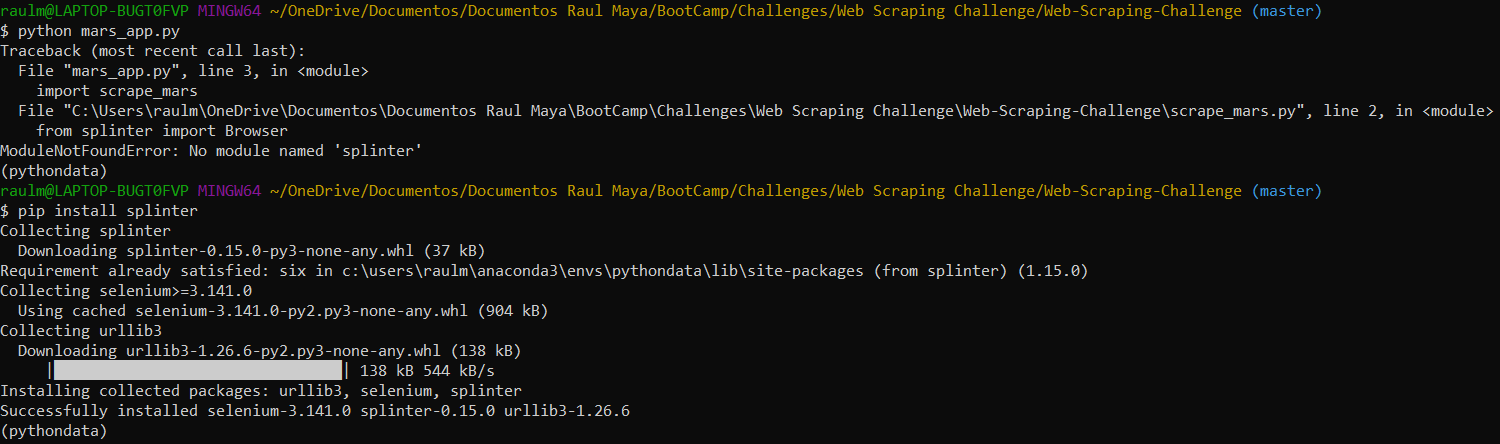 raulm@LAPTOP-BUGT0FVP MINGW64 ~/OneDrive/Documentos/Documentos Raul Maya/BootCamp/Challenges/Web Scraping Challenge/Web-Scraping-Challenge (master)
$ python mars_app.py
Traceback (most recent call last):
  File "mars_app.py", line 3, in <module>
    import scrape_mars
  File "C:\Users\raulm\OneDrive\Documentos\Documentos Raul Maya\BootCamp\Challenges\Web Scraping Challenge\Web-Scraping-Challenge\scrape_mars.py", line 2, in <module>
    from splinter import Browser
ModuleNotFoundError: No module named 'splinter'
(pythondata)
raulm@LAPTOP-BUGT0FVP MINGW64 ~/OneDrive/Documentos/Documentos Raul Maya/BootCamp/Challenges/Web Scraping Challenge/Web-Scraping-Challenge (master)
$ pip install splinter
Collecting splinter
  Downloading splinter-0.15.0-py3-none-any.whl (37 kB)
Requirement already satisfied: six in c:\users\raulm\anaconda3\envs\pythondata\lib\site-packages (from splinter) (1.15.0)
Collecting selenium>=3.141.0
  Using cached selenium-3.141.0-py2.py3-none-any.whl (904 kB)
Collecting urllib3
  Downloading urllib3-1.26.6-py2.py3-none-any.whl (138 kB)
     |████████████████████████████████| 138 kB 544 kB/s
Installing collected packages: urllib3, selenium, splinter
Successfully installed selenium-3.141.0 splinter-0.15.0 urllib3-1.26.6
(pythondata)